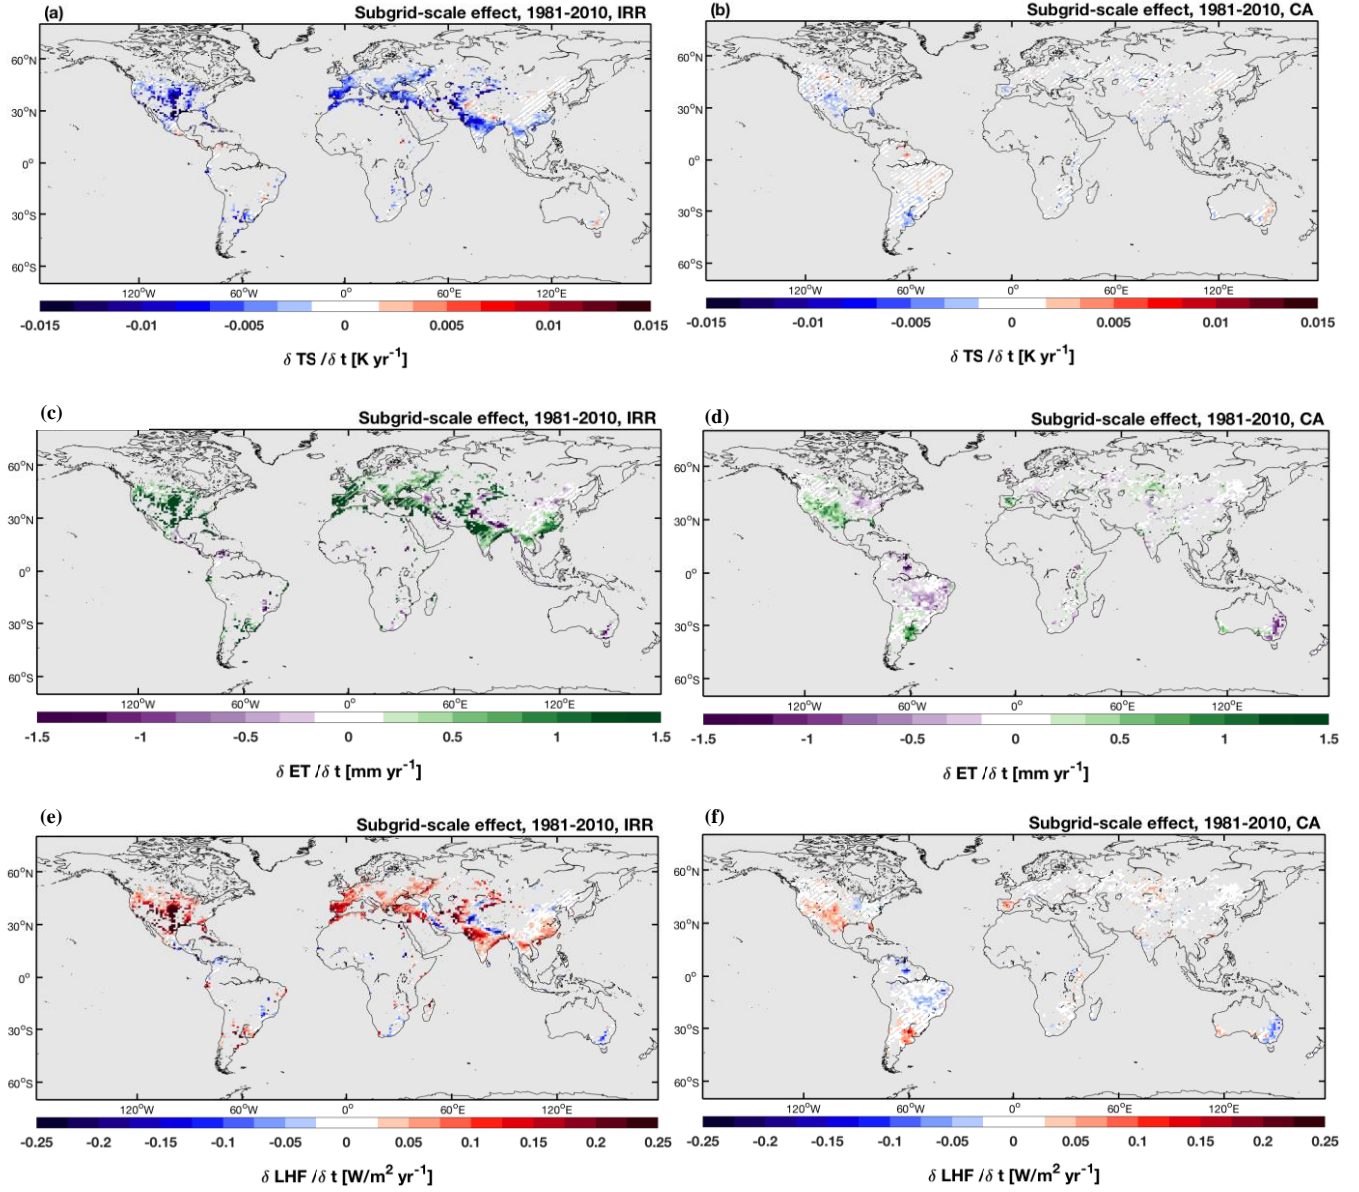 (a) Subgrid-scale effect, 1981-2010, IRR
60°N
30°N
0°
30°S
60°S
120°W 60°W 0° 60°E 120°E
-0.015 -0.01 -0.005 0 0.005 0.01 0.015
δ TS /δ t [K yr⁻¹]
(b) Subgrid-scale effect, 1981-2010, CA
60°N
30°N
0°
30°S
60°S
120°W 60°W 0° 60°E 120°E
-0.015 -0.01 -0.005 0 0.005 0.01 0.015
δ TS /δ t [K yr⁻¹]
(c) Subgrid-scale effect, 1981-2010, IRR
60°N
30°N
0°
30°S
60°S
120°W 60°W 0° 60°E 120°E
-1.5 -1 -0.5 0 0.5 1 1.5
δ ET /δ t [mm yr⁻¹]
(d) Subgrid-scale effect, 1981-2010, CA
60°N
30°N
0°
30°S
60°S
120°W 60°W 0° 60°E 120°E
-1.5 -1 -0.5 0 0.5 1 1.5
δ ET /δ t [mm yr⁻¹]
(e) Subgrid-scale effect, 1981-2010, IRR
60°N
30°N
0°
30°S
60°S
120°W 60°W 0° 60°E 120°E
-0.25 -0.2 -0.15 -0.1 -0.05 0 0.05 0.1 0.15 0.2 0.25
δ LHF /δ t [W/m² yr⁻¹]
(f) Subgrid-scale effect, 1981-2010, CA
60°N
30°N
0°
30°S
60°S
120°W 60°W 0° 60°E 120°E
-0.25 -0.2 -0.15 -0.1 -0.05 0 0.05 0.1 0.15 0.2 0.25
δ LHF /δ t [W/m² yr⁻¹]